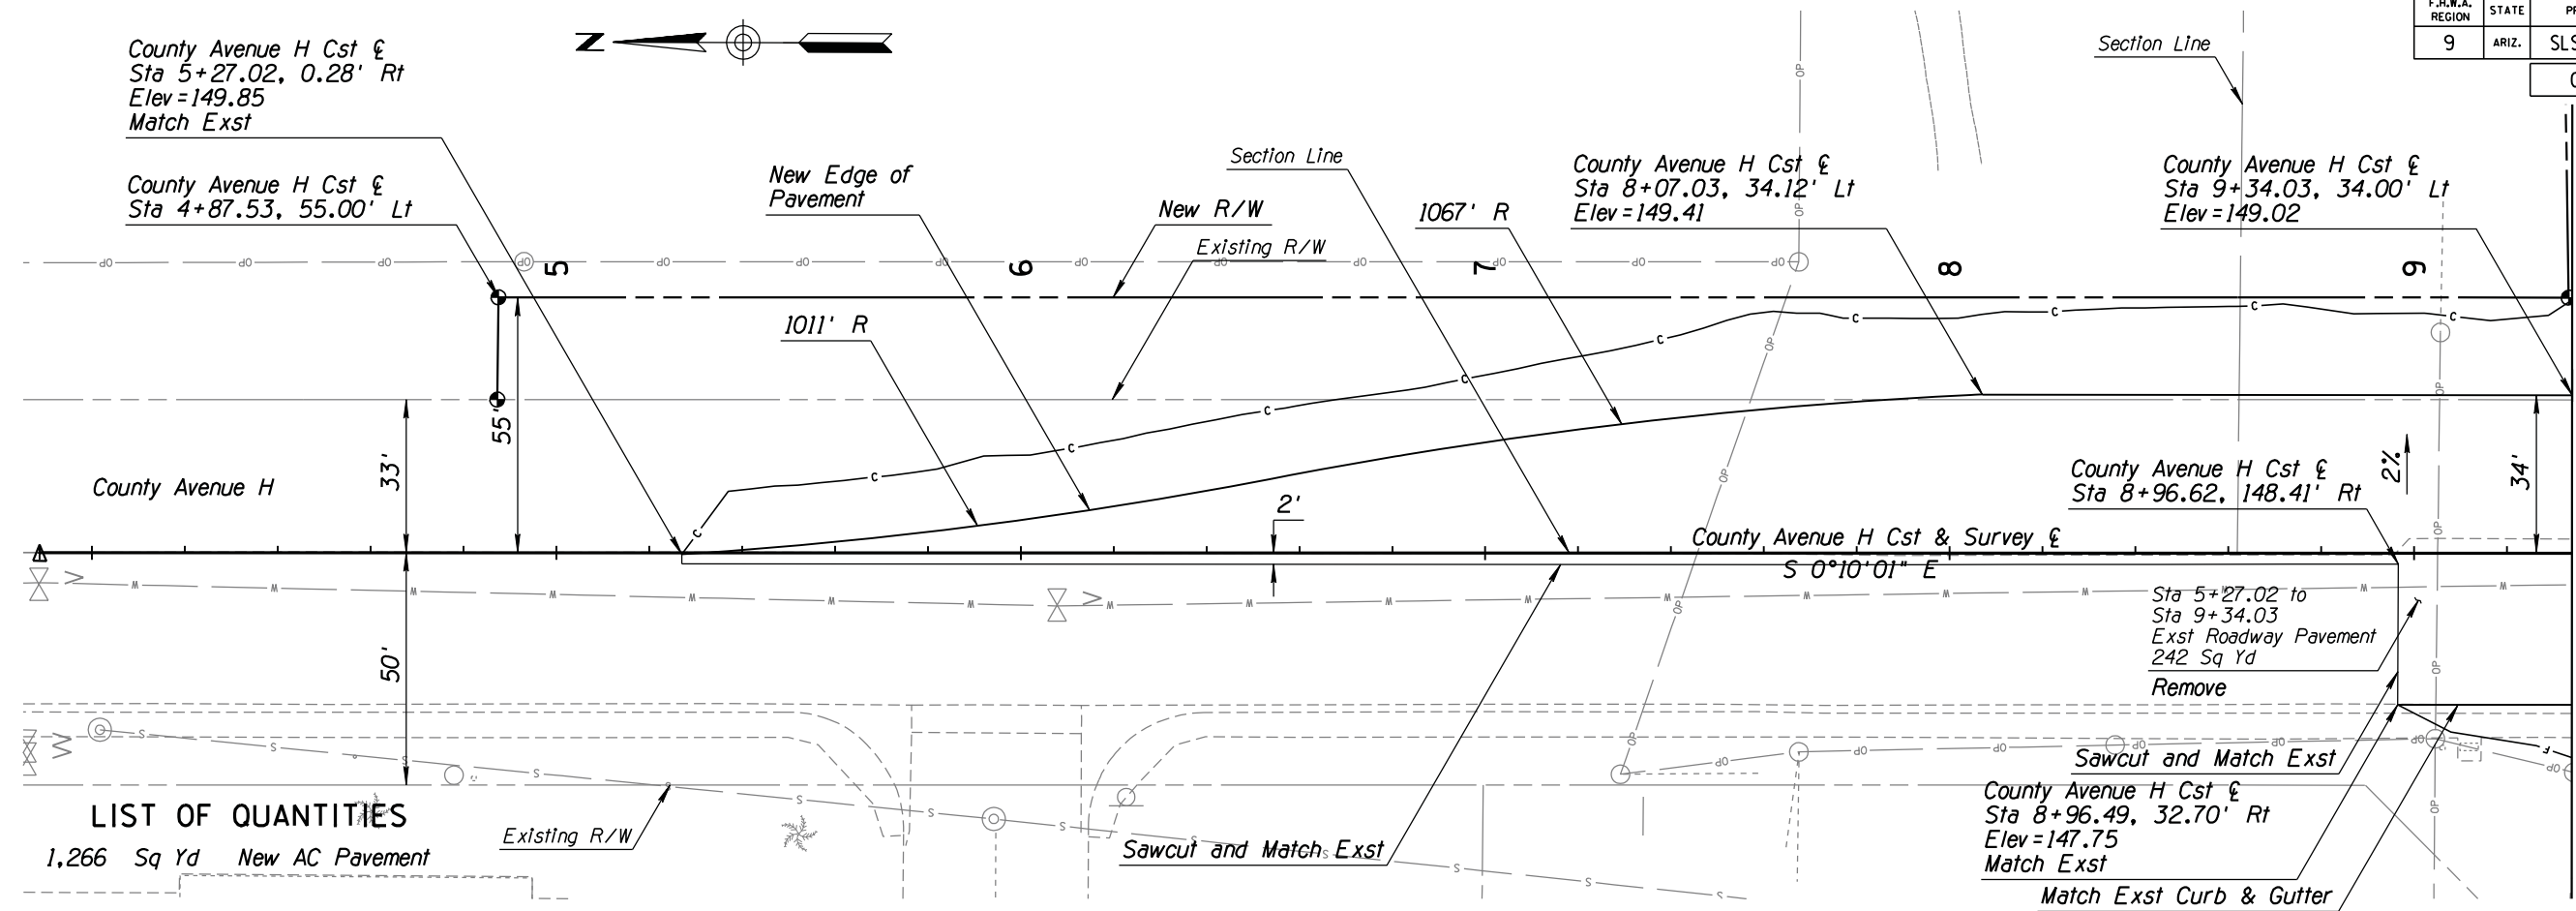 N
F.H.W.A.
REGION
STATE
9
ARIZ.
County Avenue H Cst ℄
Sta 5+27.02, 0.28' Rt
Elev=149.85
Match Exst
County Avenue H Cst ℄
Sta 4+87.53, 55.00' Lt
New Edge of
Pavement
Section Line
New R/W
Existing R/W
1067' R
County Avenue H Cst ℄
Sta 8+07.03, 34.12' Lt
Elev=149.41
Section Line
County Avenue H Cst ℄
Sta 9+34.03, 34.00' Lt
Elev=149.02
5
6
7
8
9
1011' R
55'
33'
County Avenue H
2'
County Avenue H Cst & Survey ℄
S 0°10'01" E
County Avenue H Cst ℄
Sta 8+96.62, 148.41' Rt
2%
34'
50'
V
V
W
Sta 5+27.02 to
Sta 9+34.03
Exst Roadway Pavement
242 Sq Yd
Remove
Sawcut and Match Exst
County Avenue H Cst ℄
Sta 8+96.49, 32.70' Rt
Elev=147.75
Match Exst
Match Exst Curb & Gutter
Sawcut and Match Exst
Existing R/W
LIST OF QUANTITIES
1,266 Sq Yd New AC Pavement